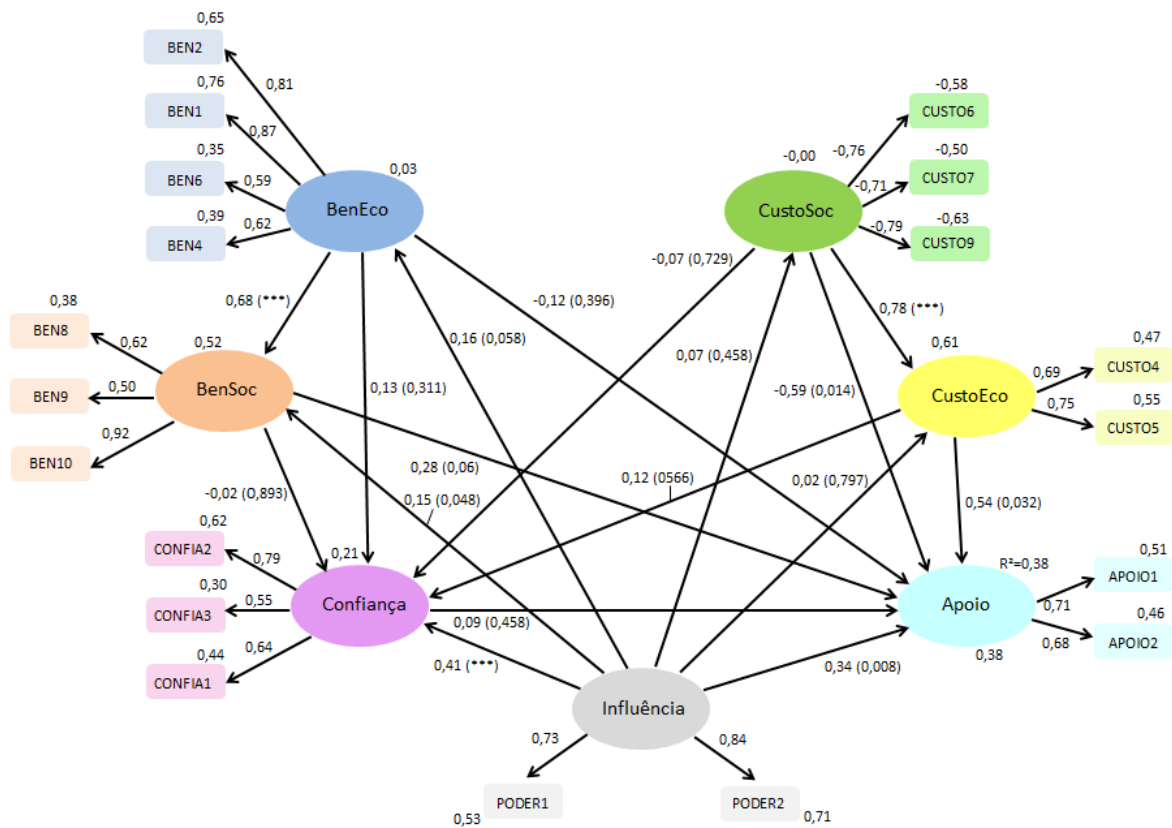 0,65
BEN2
-0,58
0,76
0,81
CUSTO6
BEN1
-0,00
-0,76
-0,50
0,87
0,35
0,03
CUSTO7
BEN6
0,59
-0,71
BenEco
CustoSoc
0,39
-0,63
0,62
-0,79
BEN4
CUSTO9
-0,07 (0,729)
0,68 (***)
-0,12 (0,396)
0,38
0,78 (***)
BEN8
0,62
0,52
0,16 (0,058)
0,61
0,47
0,07 (0,458)
CUSTO4
0,69
0,50
0,13 (0,311)
BEN9
BenSoc
-0,59 (0,014)
CustoEco
0,55
0,75
CUSTO5
0,92
BEN10
0,28 (0,06)
0,12 (0566)
0,02 (0,797)
-0,02 (0,893)
0,15 (0,048)
0,54 (0,032)
0,62
CONFIA2
0,79
0,21
0,51
R²=0,38
APOIO1
0,30
CONFIA3
0,55
Confiança
Apoio
0,71
0,46
0,09 (0,458)
0,44
0,64
0,68
APOIO2
CONFIA1
0,38
0,41 (***)
0,34 (0,008)
Influência
0,73
0,84
PODER1
PODER2
0,53
0,71